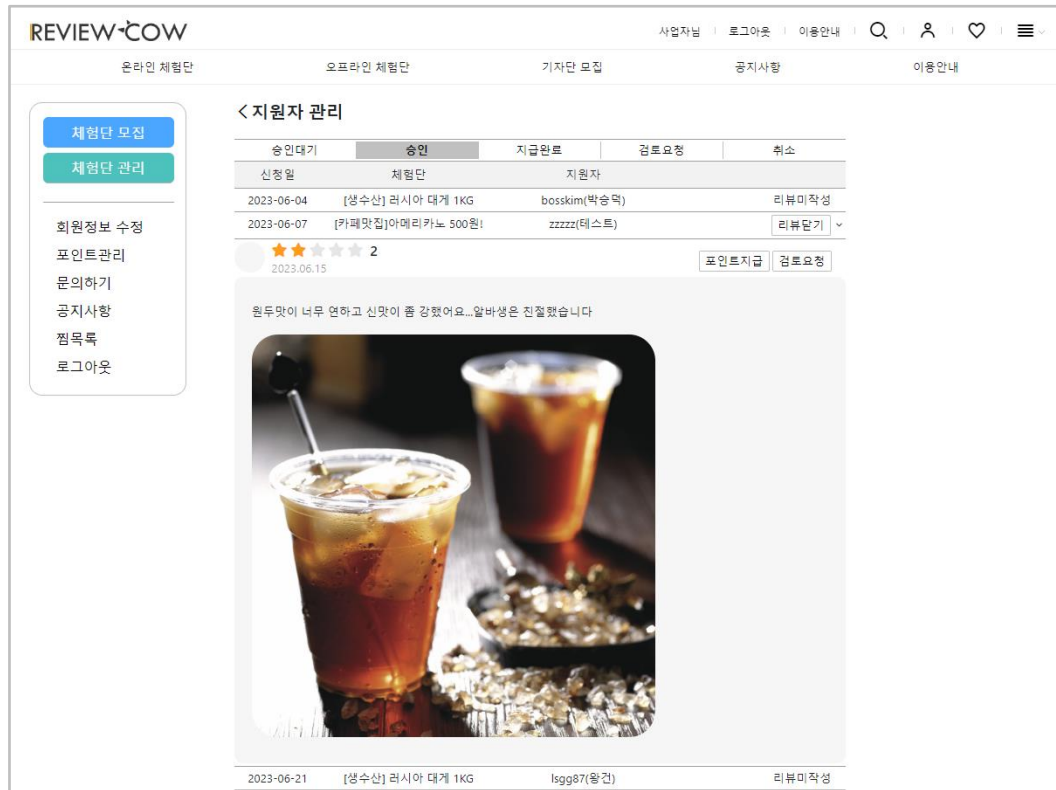 REVIEW COW
사업자님 로그아웃 이용안내
온라인 체험단 오프라인 체험단 기자단 모집 공지사항 이용안내
체험단 모집
체험단 관리
회원정보 수정
포인트관리
문의하기
공지사항
찜목록
로그아웃
지원자 관리
승인대기 승인 지급완료 검토요청 취소
신청일 체험단 지원자
2023-06-04 [생수산] 러시아 대게 1KG bosskim(박승덕) 리뷰미작성
2023-06-07 [카페맛집]아메리카노 500원! zzzzz(테스트) 리뷰닫기
2
2023.06.15
포인트지급 검토요청
원두맛이 너무 연하고 신맛이 좀 강했어요...알바생은 친절했습니다
2023-06-21 [생수산] 러시아 대게 1KG lsgg87(왕건) 리뷰미작성